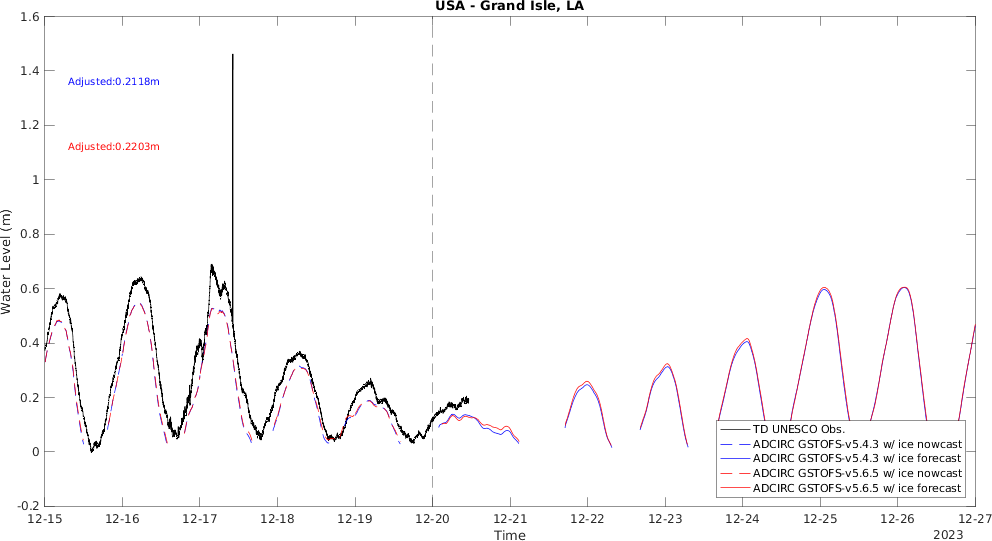 USA - Grand Isle, LA
1.6
1.4
1.2
1
0.8
0.6
0.4
0.2
0
-0.2
Water Level (m)
Adjusted:0.2118m
Adjusted:0.2203m
TD UNESCO Obs.
ADCIRC GSTOFS-v5.4.3 w/ ice nowcast
ADCIRC GSTOFS-v5.4.3 w/ ice forecast
ADCIRC GSTOFS-v5.6.5 w/ ice nowcast
ADCIRC GSTOFS-v5.6.5 w/ ice forecast
12-15 12-16 12-17 12-18 12-19 12-20 12-21 12-22 12-23 12-24 12-25 12-26 12-27
Time
2023